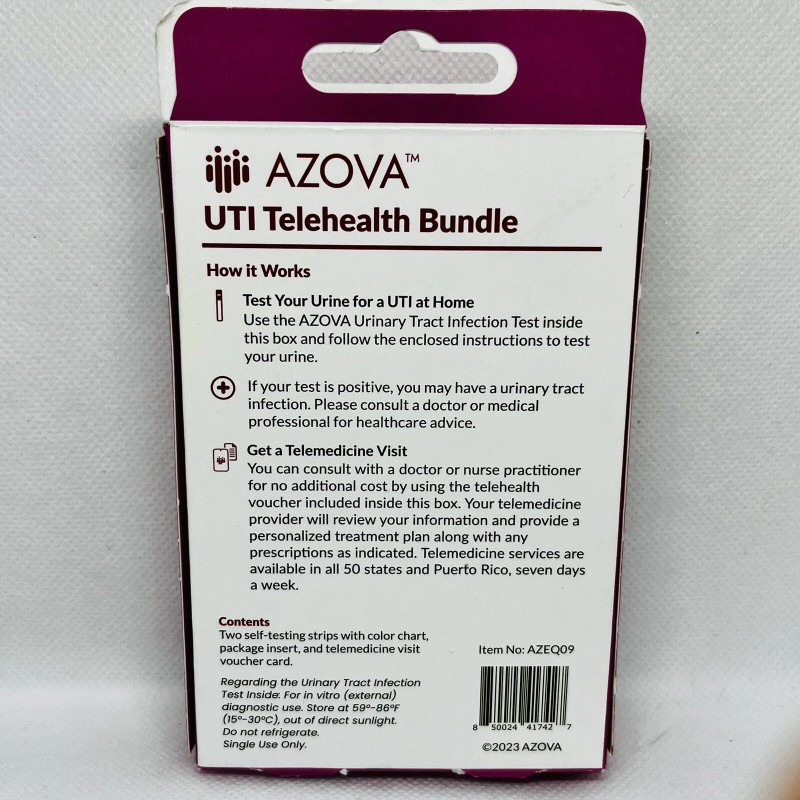 AZOVA™
UTI Telehealth Bundle
How it Works
Test Your Urine for a UTI at Home
Use the AZOVA Urinary Tract Infection Test inside
this box and follow the enclosed instructions to test
your urine.
If your test is positive, you may have a urinary tract
infection. Please consult a doctor or medical
professional for healthcare advice.
Get a Telemedicine Visit
You can consult with a doctor or nurse practitioner
for no additional cost by using the telehealth
voucher included inside this box. Your telemedicine
provider will review your information and provide a
personalized treatment plan along with any
prescriptions as indicated. Telemedicine services are
available in all 50 states and Puerto Rico, seven days
a week.
Contents
Two self-testing strips with color chart,
package insert, and telemedicine visit
voucher card.
Regarding the Urinary Tract Infection
Test Inside: For in vitro (external)
diagnostic use. Store at 59°-86°F
(15°-30°C), out of direct sunlight.
Do not refrigerate.
Single Use Only.
Item No: AZEQ09
8 50024 41742 7
©2023 AZOVA